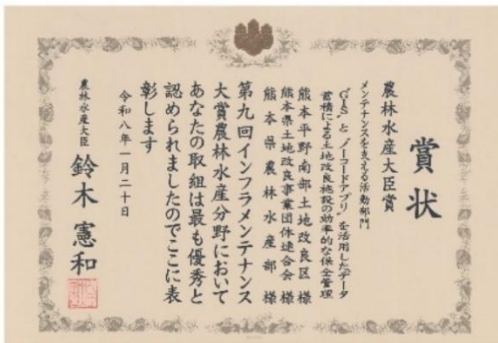 賞状
農林水産大臣賞
メンテナンスを支える活動部門
「GIS」と「ノーコードアプリ」を活用したデータ
蓄積による土地改良施設の効率的な保全管理
熊本平野南部土地改良区 様
熊本県土地改良事業団体連合会 様
熊本県農林水産部 様
第九回インフラメンテナンス
大賞農林水産分野において
あなたの取組は最も優秀と
認められましたのでここに表
彰します
令和八年一月二十日
農林水産大臣 鈴木憲和